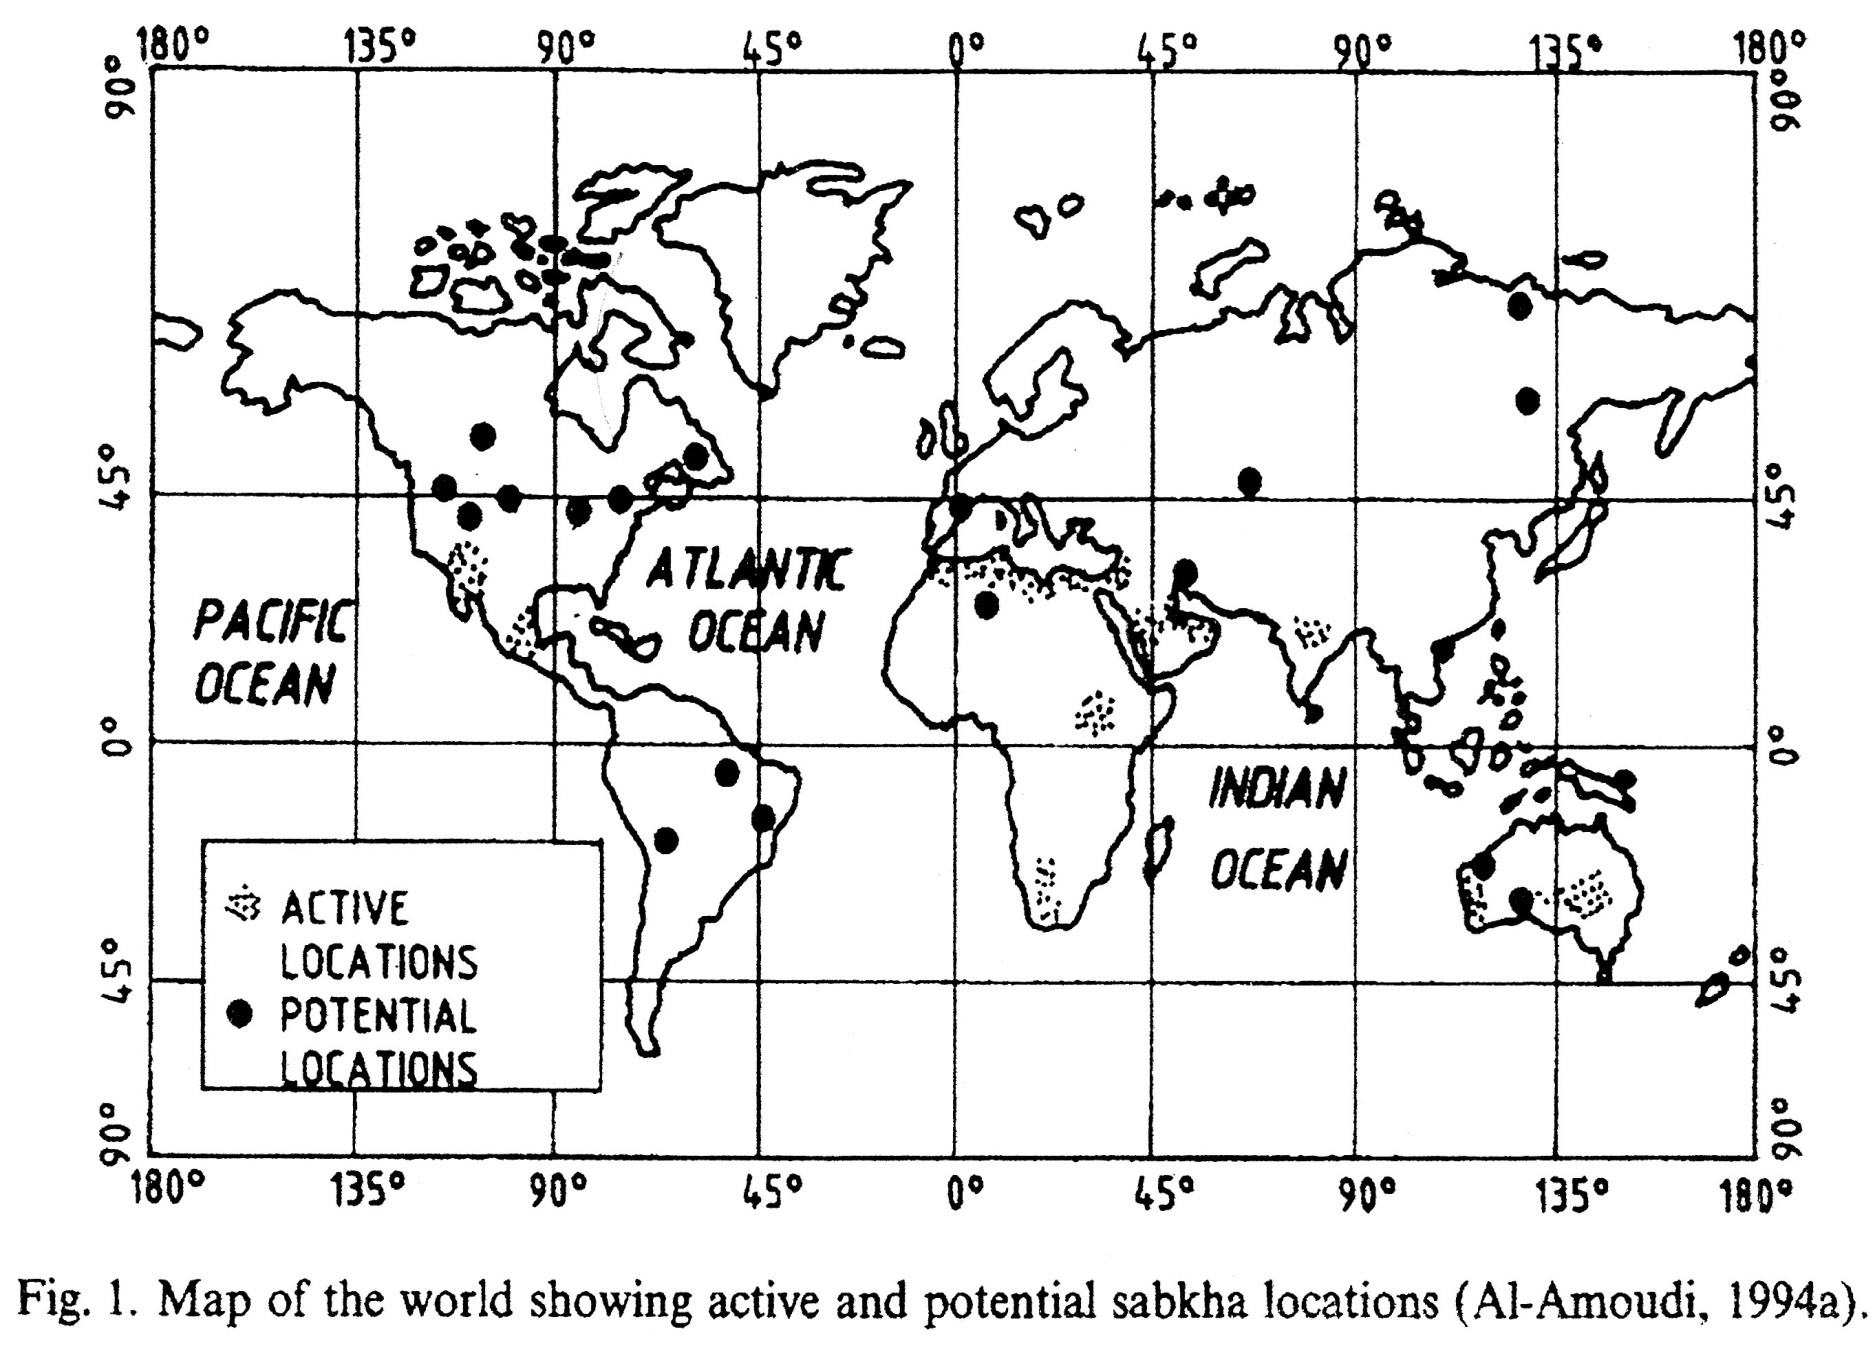 180° 135° 90° 45° 0° 45° 90° 135° 180°
90° 90°
45° 45°
ATLANTIC
OCEAN
PACIFIC
OCEAN
0° 0°
INDIAN
OCEAN
ACTIVE
LOCATIONS
POTENTIAL
LOCATIONS
45° 45°
90° 90°
180° 135° 90° 45° 0° 45° 90° 135° 180°
Fig. 1. Map of the world showing active and potential sabkha locations (Al-Amoudi, 1994a).